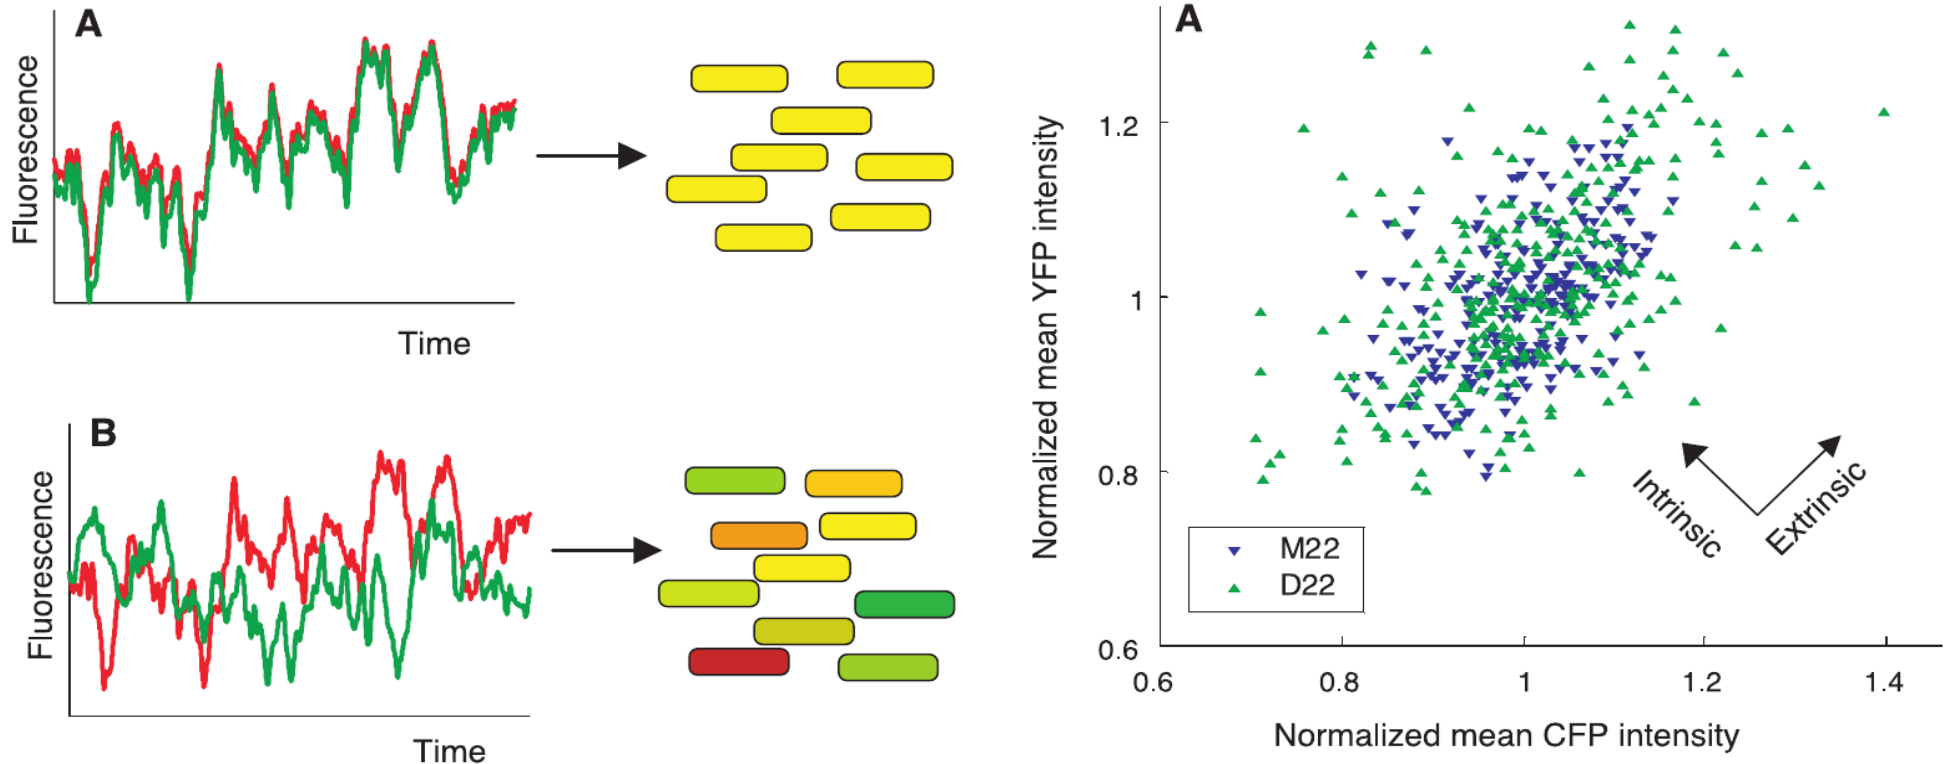 A
Fluorescence
Time
B
Fluorescence
Time
A
Normalized mean YFP intensity
1.2
1
0.8
0.6
0.6
0.8
1
1.2
1.4
Normalized mean CFP intensity
M22
D22
Intrinsic
Extrinsic